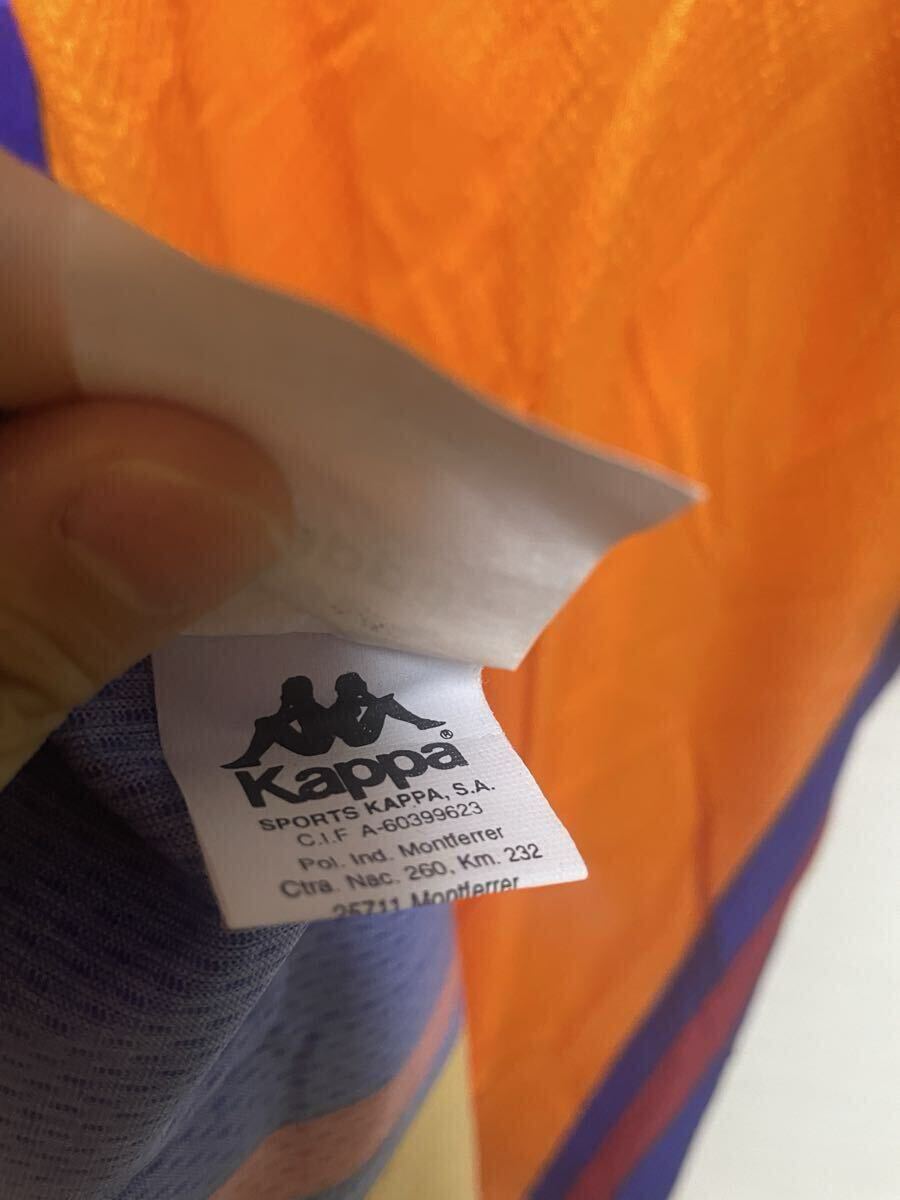 Kappa®
SPORTS KAPPA, S.A.
C.I.F A-60399623
Pol. Ind. Montferrer
Ctra. Nac. 260, Km. 232
25711 Montferrer